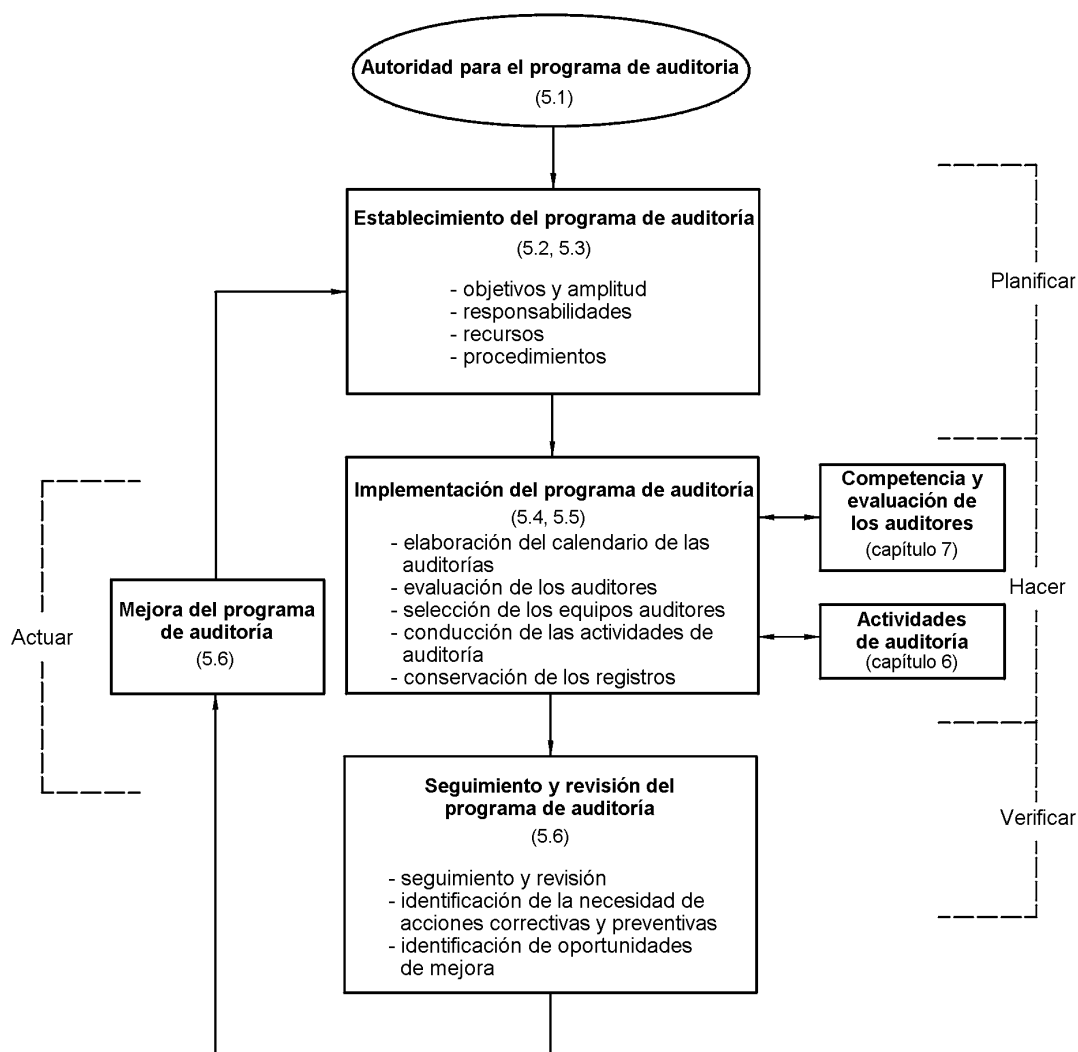 Autoridad para el programa de auditoria
(5.1)
Establecimiento del programa de auditoría
(5.2, 5.3)
- objetivos y amplitud
- responsabilidades
- recursos
- procedimientos
Planificar
Implementación del programa de auditoría
(5.4, 5.5)
- elaboración del calendario de las
auditorías
- evaluación de los auditores
- selección de los equipos auditores
- conducción de las actividades de
auditoría
- conservación de los registros
Competencia y
evaluación de
los auditores
(capítulo 7)
Actividades
de auditoría
(capítulo 6)
Hacer
Mejora del programa
de auditoría
(5.6)
Actuar
Seguimiento y revisión del
programa de auditoría
(5.6)
- seguimiento y revisión
- identificación de la necesidad de
acciones correctivas y preventivas
- identificación de oportunidades
de mejora
Verificar